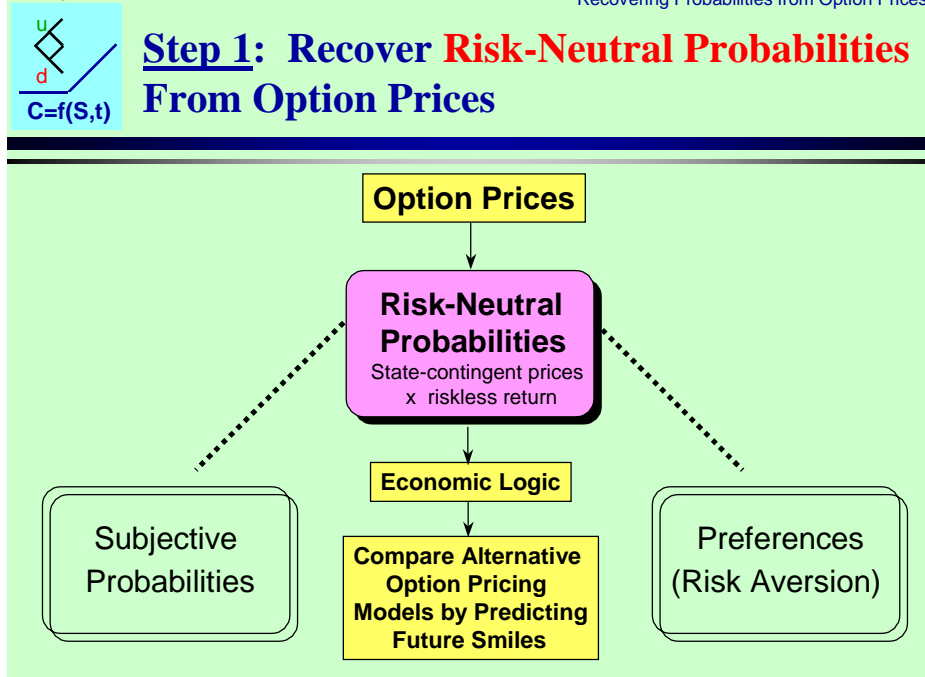 Recovering Probabilities from Option Prices
u
d
C=f(S,t)
Step 1: Recover Risk-Neutral Probabilities
From Option Prices
Option Prices
Risk-Neutral
Probabilities
State-contingent prices
x riskless return
Economic Logic
Subjective
Probabilities
Compare Alternative
Option Pricing
Models by Predicting
Future Smiles
Preferences
(Risk Aversion)